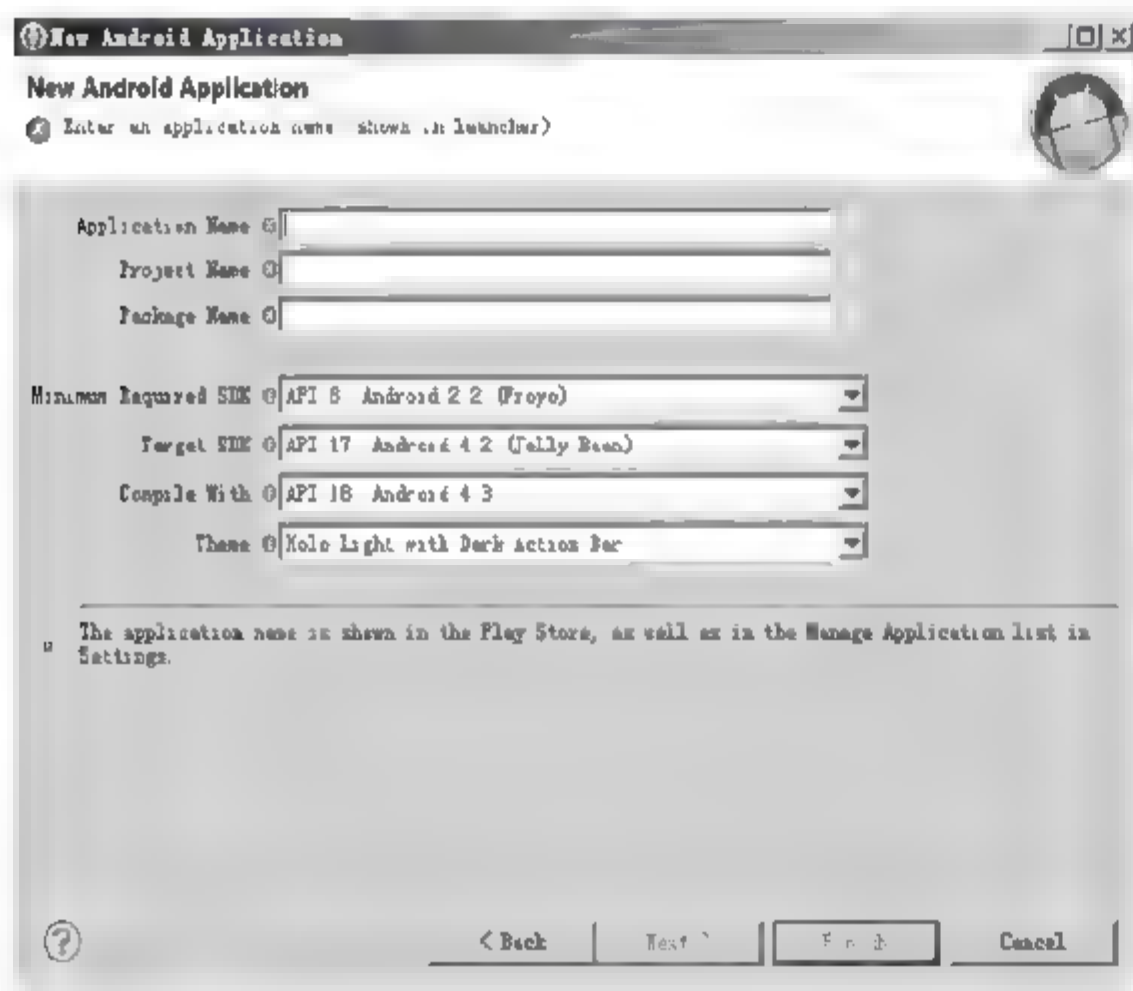 New Android Application
New Android Application
Enter an application name shown in launcher)
Application Name
Project Name
Package Name
Minimum Required SDK API 8 Android 2 2 (Froyo)
Target SDK API 17 Android 4 2 (Jelly Bean)
Compile With API 18 Android 4 3
Theme Holo Light with Dark Action Bar
The application name is shown in the Play Store, as well as in the Manage Application list in
Settings.
? < Back Next Finish Cancel